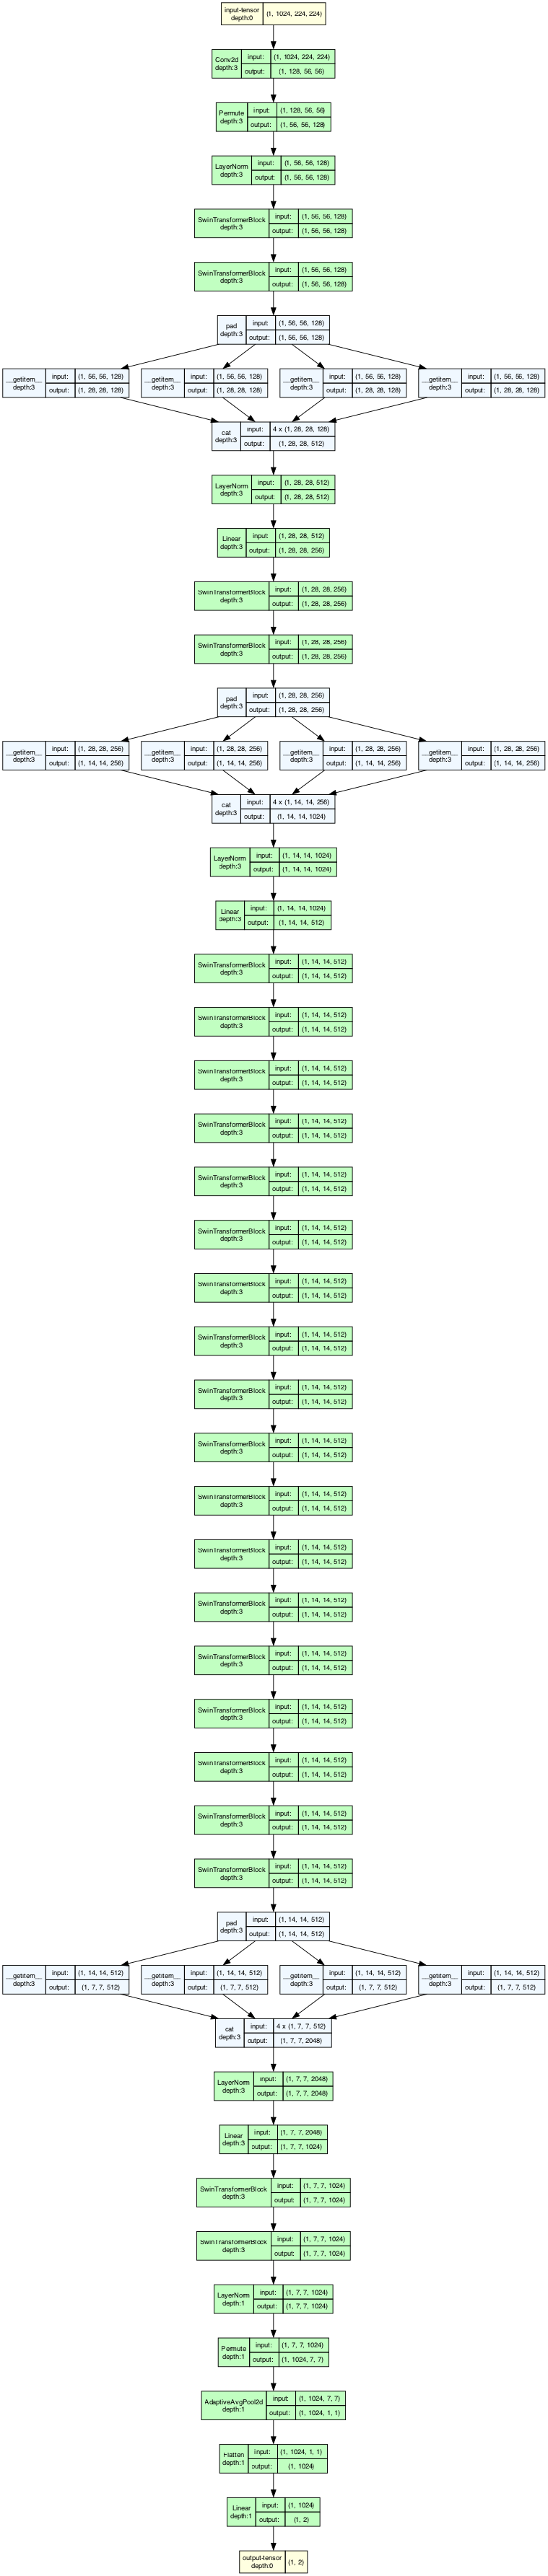 input-tensor (1, 1024, 224, 224)
depth:0
Conv2d input: (1, 1024, 224, 224)
depth:3 output: (1, 128, 56, 56)
Permute input: (1, 128, 56, 56)
depth:3 output: (1, 56, 56, 128)
LayerNorm input: (1, 56, 56, 128)
depth:3 output: (1, 56, 56, 128)
SwinTransformerBlock input: (1, 56, 56, 128)
depth:3 output: (1, 56, 56, 128)
SwinTransformerBlock input: (1, 56, 56, 128)
depth:3 output: (1, 56, 56, 128)
pad input: (1, 56, 56, 128)
depth:3 output: (1, 56, 56, 128)
__getitem__ input: (1, 56, 56, 128) __getitem__ input: (1, 56, 56, 128) __getitem__ input: (1, 56, 56, 128) __getitem__ input: (1, 56, 56, 128)
depth:3 output: (1, 28, 28, 128) depth:3 output: (1, 28, 28, 128) depth:3 output: (1, 28, 28, 128) depth:3 output: (1, 28, 28, 128)
cat input: 4 x (1, 28, 28, 128)
depth:3 output: (1, 28, 28, 512)
LayerNorm input: (1, 28, 28, 512)
depth:3 output: (1, 28, 28, 512)
Linear input: (1, 28, 28, 512)
depth:3 output: (1, 28, 28, 256)
SwinTransformerBlock input: (1, 28, 28, 256)
depth:3 output: (1, 28, 28, 256)
SwinTransformerBlock input: (1, 28, 28, 256)
depth:3 output: (1, 28, 28, 256)
pad input: (1, 28, 28, 256)
depth:3 output: (1, 28, 28, 256)
__getitem__ input: (1, 28, 28, 256) __getitem__ input: (1, 28, 28, 256) __getitem__ input: (1, 28, 28, 256) __getitem__ input: (1, 28, 28, 256)
depth:3 output: (1, 14, 14, 256) depth:3 output: (1, 14, 14, 256) depth:3 output: (1, 14, 14, 256) depth:3 output: (1, 14, 14, 256)
cat input: 4 x (1, 14, 14, 256)
depth:3 output: (1, 14, 14, 1024)
LayerNorm input: (1, 14, 14, 1024)
depth:3 output: (1, 14, 14, 1024)
Linear input: (1, 14, 14, 1024)
depth:3 output: (1, 14, 14, 512)
SwinTransformerBlock input: (1, 14, 14, 512)
depth:3 output: (1, 14, 14, 512)
SwinTransformerBlock input: (1, 14, 14, 512)
depth:3 output: (1, 14, 14, 512)
SwinTransformerBlock input: (1, 14, 14, 512)
depth:3 output: (1, 14, 14, 512)
SwinTransformerBlock input: (1, 14, 14, 512)
depth:3 output: (1, 14, 14, 512)
SwinTransformerBlock input: (1, 14, 14, 512)
depth:3 output: (1, 14, 14, 512)
SwinTransformerBlock input: (1, 14, 14, 512)
depth:3 output: (1, 14, 14, 512)
SwinTransformerBlock input: (1, 14, 14, 512)
depth:3 output: (1, 14, 14, 512)
SwinTransformerBlock input: (1, 14, 14, 512)
depth:3 output: (1, 14, 14, 512)
SwinTransformerBlock input: (1, 14, 14, 512)
depth:3 output: (1, 14, 14, 512)
SwinTransformerBlock input: (1, 14, 14, 512)
depth:3 output: (1, 14, 14, 512)
SwinTransformerBlock input: (1, 14, 14, 512)
depth:3 output: (1, 14, 14, 512)
SwinTransformerBlock input: (1, 14, 14, 512)
depth:3 output: (1, 14, 14, 512)
SwinTransformerBlock input: (1, 14, 14, 512)
depth:3 output: (1, 14, 14, 512)
SwinTransformerBlock input: (1, 14, 14, 512)
depth:3 output: (1, 14, 14, 512)
SwinTransformerBlock input: (1, 14, 14, 512)
depth:3 output: (1, 14, 14, 512)
SwinTransformerBlock input: (1, 14, 14, 512)
depth:3 output: (1, 14, 14, 512)
SwinTransformerBlock input: (1, 14, 14, 512)
depth:3 output: (1, 14, 14, 512)
SwinTransformerBlock input: (1, 14, 14, 512)
depth:3 output: (1, 14, 14, 512)
pad input: (1, 14, 14, 512)
depth:3 output: (1, 14, 14, 512)
__getitem__ input: (1, 14, 14, 512) __getitem__ input: (1, 14, 14, 512) __getitem__ input: (1, 14, 14, 512) __getitem__ input: (1, 14, 14, 512)
depth:3 output: (1, 7, 7, 512) depth:3 output: (1, 7, 7, 512) depth:3 output: (1, 7, 7, 512) depth:3 output: (1, 7, 7, 512)
cat input: 4 x (1, 7, 7, 512)
depth:3 output: (1, 7, 7, 2048)
LayerNorm input: (1, 7, 7, 2048)
depth:3 output: (1, 7, 7, 2048)
Linear input: (1, 7, 7, 2048)
depth:3 output: (1, 7, 7, 1024)
SwinTransformerBlock input: (1, 7, 7, 1024)
depth:3 output: (1, 7, 7, 1024)
SwinTransformerBlock input: (1, 7, 7, 1024)
depth:3 output: (1, 7, 7, 1024)
LayerNorm input: (1, 7, 7, 1024)
depth:1 output: (1, 7, 7, 1024)
Permute input: (1, 7, 7, 1024)
depth:1 output: (1, 1024, 7, 7)
AdaptiveAvgPool2d input: (1, 1024, 7, 7)
depth:1 output: (1, 1024, 1, 1)
Flatten input: (1, 1024, 1, 1)
depth:1 output: (1, 1024)
Linear input: (1, 1024)
depth:1 output: (1, 2)
output-tensor (1, 2)
depth:0